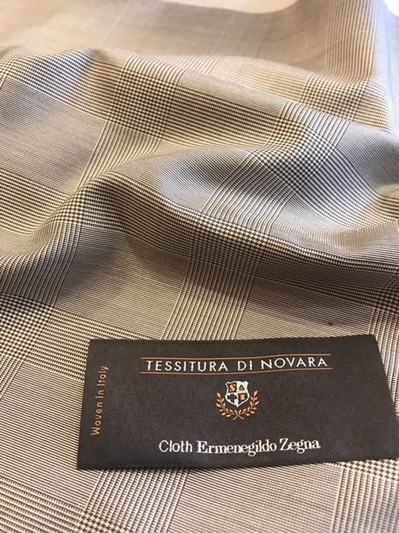 TESSITURA DI NOVARA
Woven in Italy
S A
B
Cloth Ermenegildo Zegna